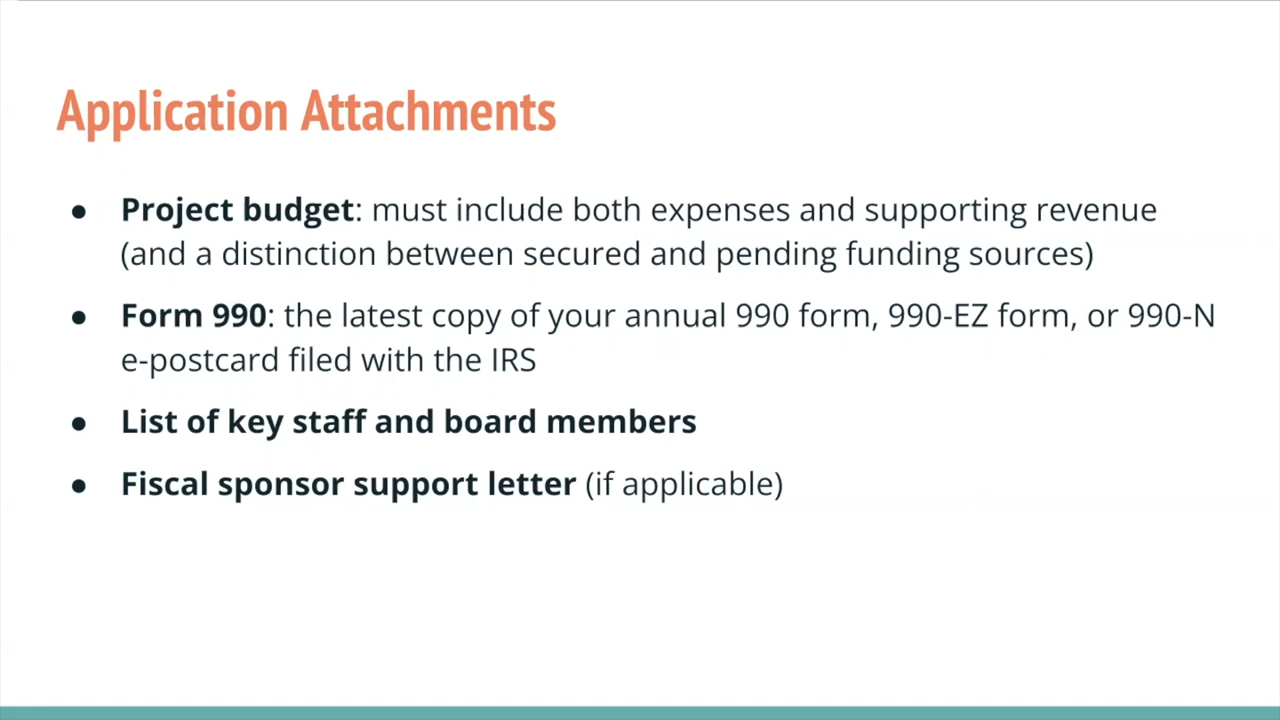 Application Attachments
● Project budget: must include both expenses and supporting revenue
(and a distinction between secured and pending funding sources)
● Form 990: the latest copy of your annual 990 form, 990-EZ form, or 990-N
e-postcard filed with the IRS
● List of key staff and board members
● Fiscal sponsor support letter (if applicable)